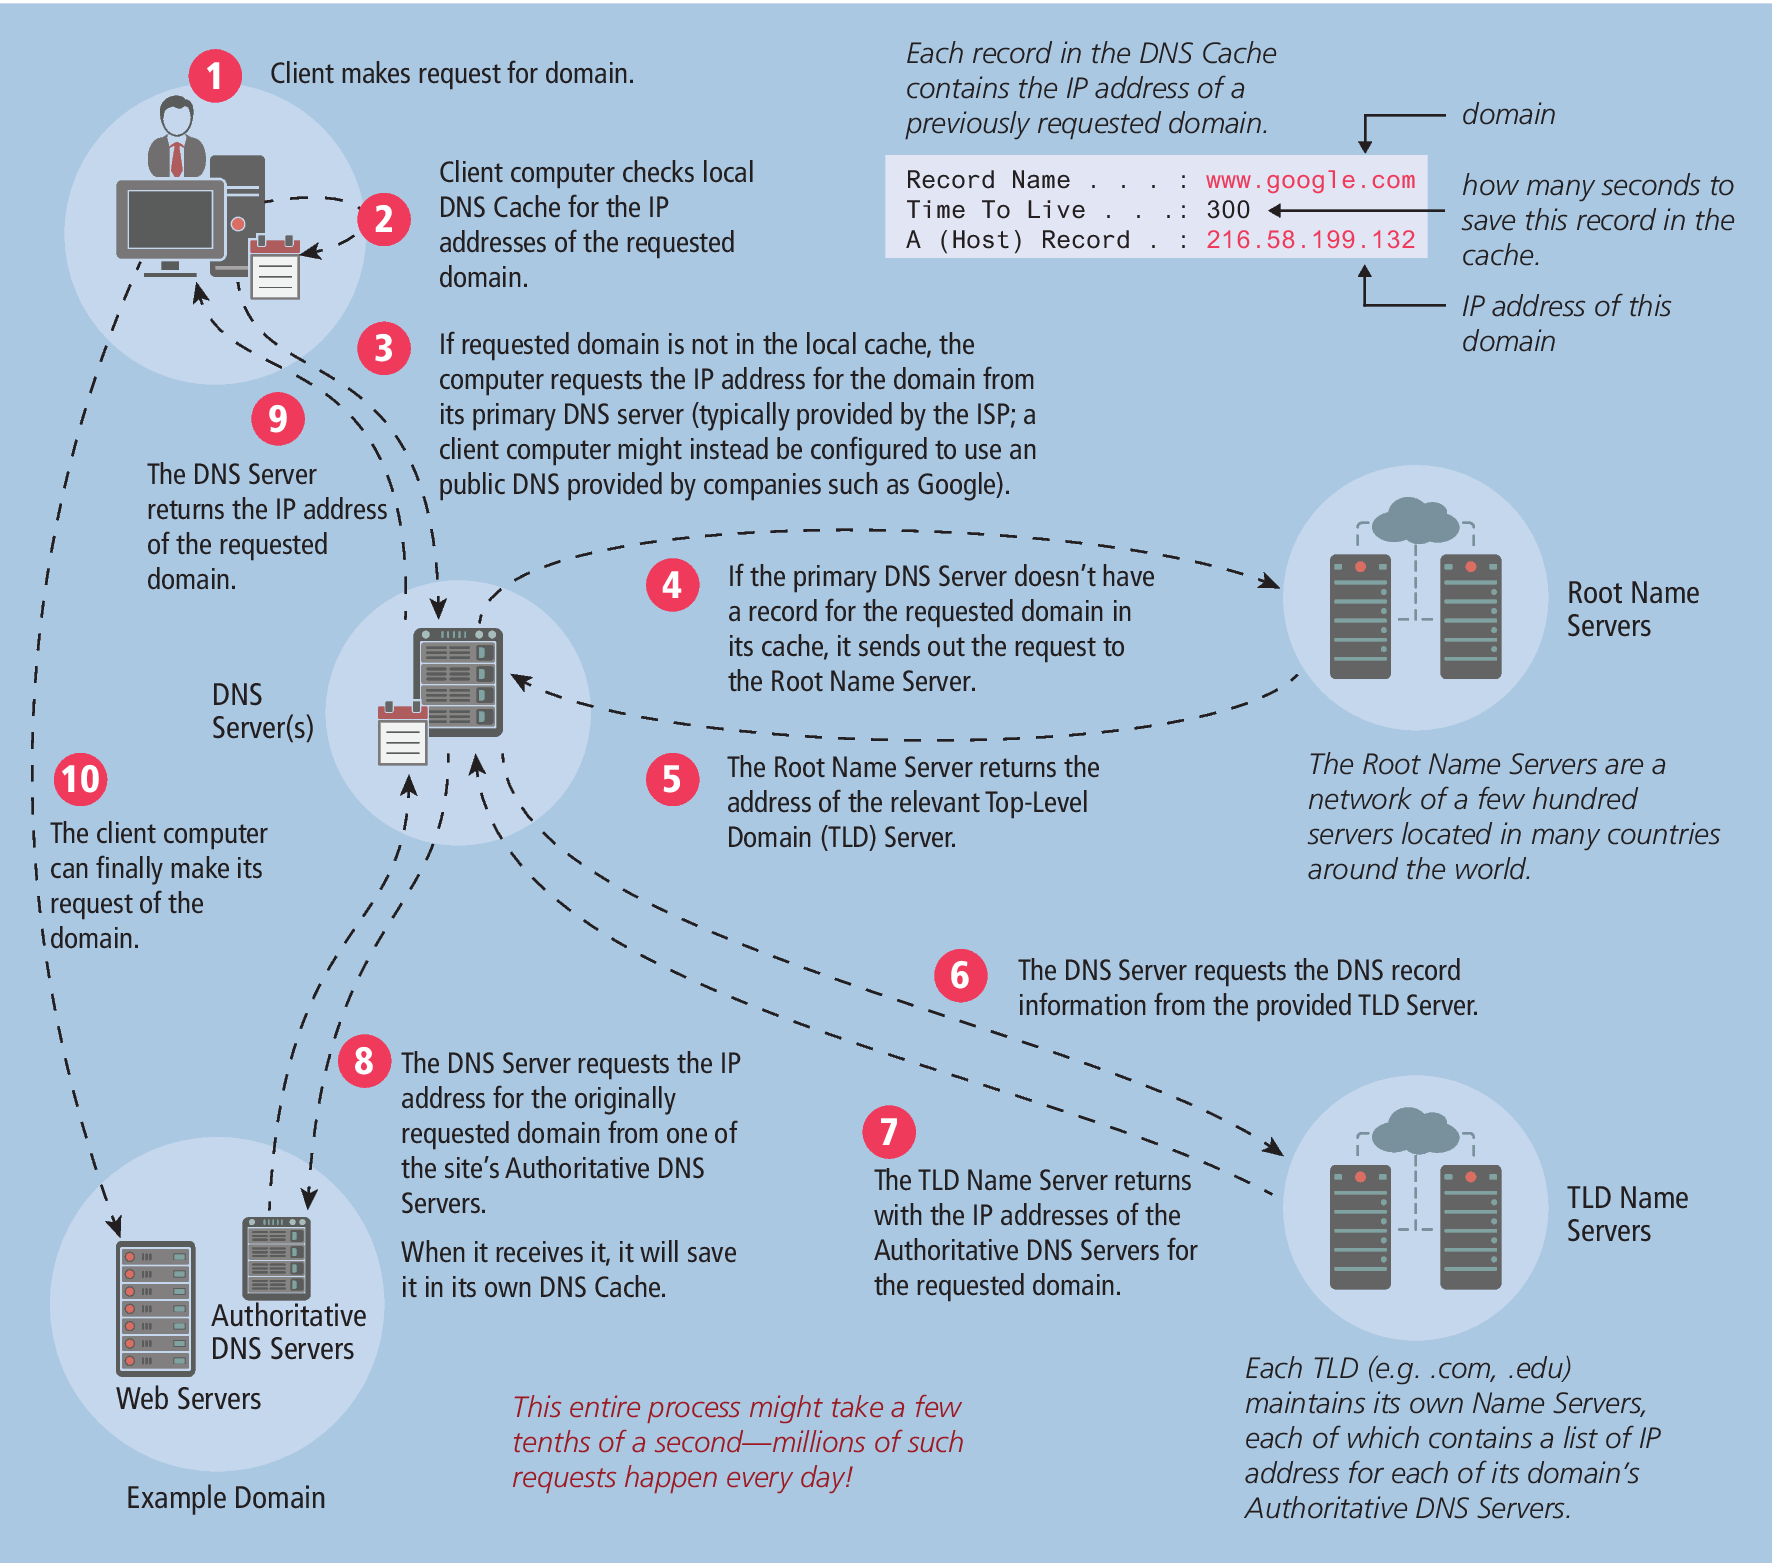 1
Client makes request for domain.
2
Client computer checks local
DNS Cache for the IP
addresses of the requested
domain.
Each record in the DNS Cache
contains the IP address of a
previously requested domain.
Record Name . . . : www.google.com
Time To Live . . .: 300
A (Host) Record . : 216.58.199.132
domain
how many seconds to
save this record in the
cache.
IP address of this
domain
3
If requested domain is not in the local cache, the
computer requests the IP address for the domain from
its primary DNS server (typically provided by the ISP; a
client computer might instead be configured to use an
public DNS provided by companies such as Google).
9
The DNS Server
returns the IP address
of the requested
domain.
4
If the primary DNS Server doesn't have
a record for the requested domain in
its cache, it sends out the request to
the Root Name Server.
Root Name
Servers
DNS
Server(s)
5
The Root Name Server returns the
address of the relevant Top-Level
Domain (TLD) Server.
The Root Name Servers are a
network of a few hundred
servers located in many countries
around the world.
10
The client computer
can finally make its
request of the
domain.
6
The DNS Server requests the DNS record
information from the provided TLD Server.
8
The DNS Server requests the IP
address for the originally
requested domain from one of
the site's Authoritative DNS
Servers.
When it receives it, it will save
it in its own DNS Cache.
7
The TLD Name Server returns
with the IP addresses of the
Authoritative DNS Servers for
the requested domain.
TLD Name
Servers
Authoritative
DNS Servers
Web Servers
Example Domain
This entire process might take a few
tenths of a second—millions of such
requests happen every day!
Each TLD (e.g. .com, .edu)
maintains its own Name Servers,
each of which contains a list of IP
address for each of its domain's
Authoritative DNS Servers.